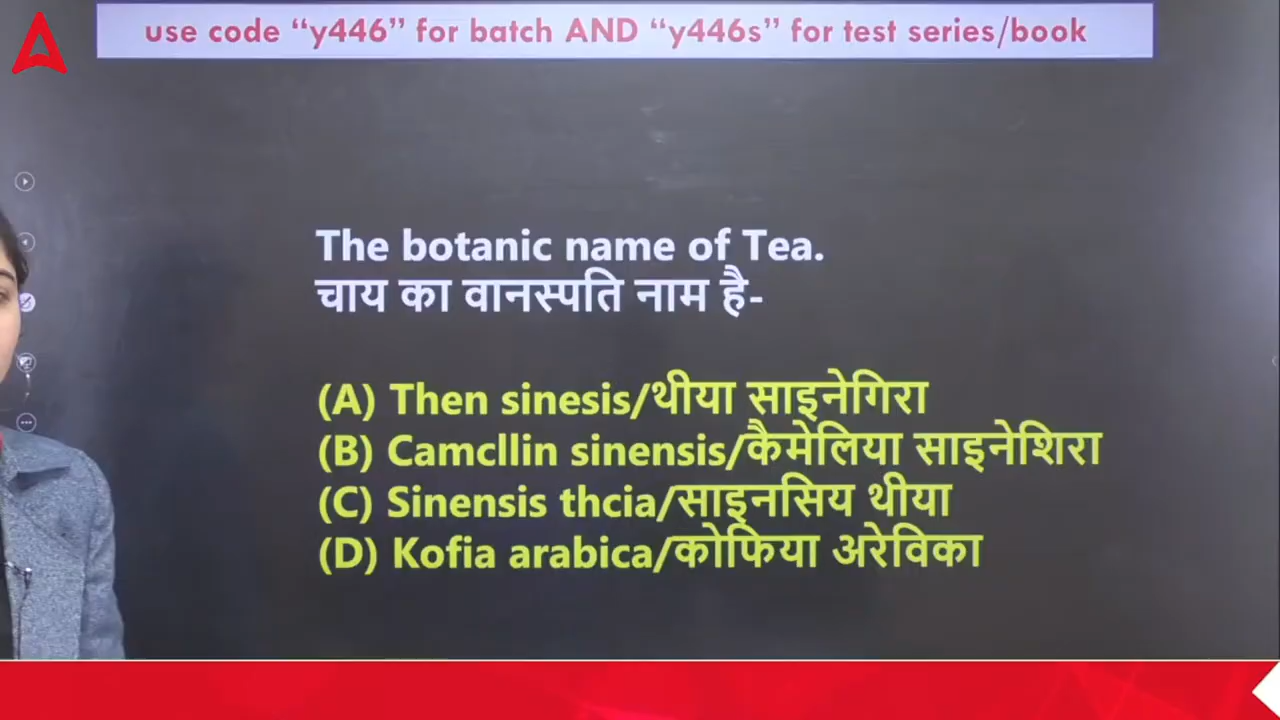 use code “y446” for batch AND “y446s” for test series/book
The botanic name of Tea.
चाय का वानस्पति नाम है-
(A) Then sinesis/थीया साइनेगिरा
(B) Camcllin sinensis/कैमेलिया साइनेशिरा
(C) Sinensis thcia/साइनसिय थीया
(D) Kofia arabica/कोफिया अरेविका